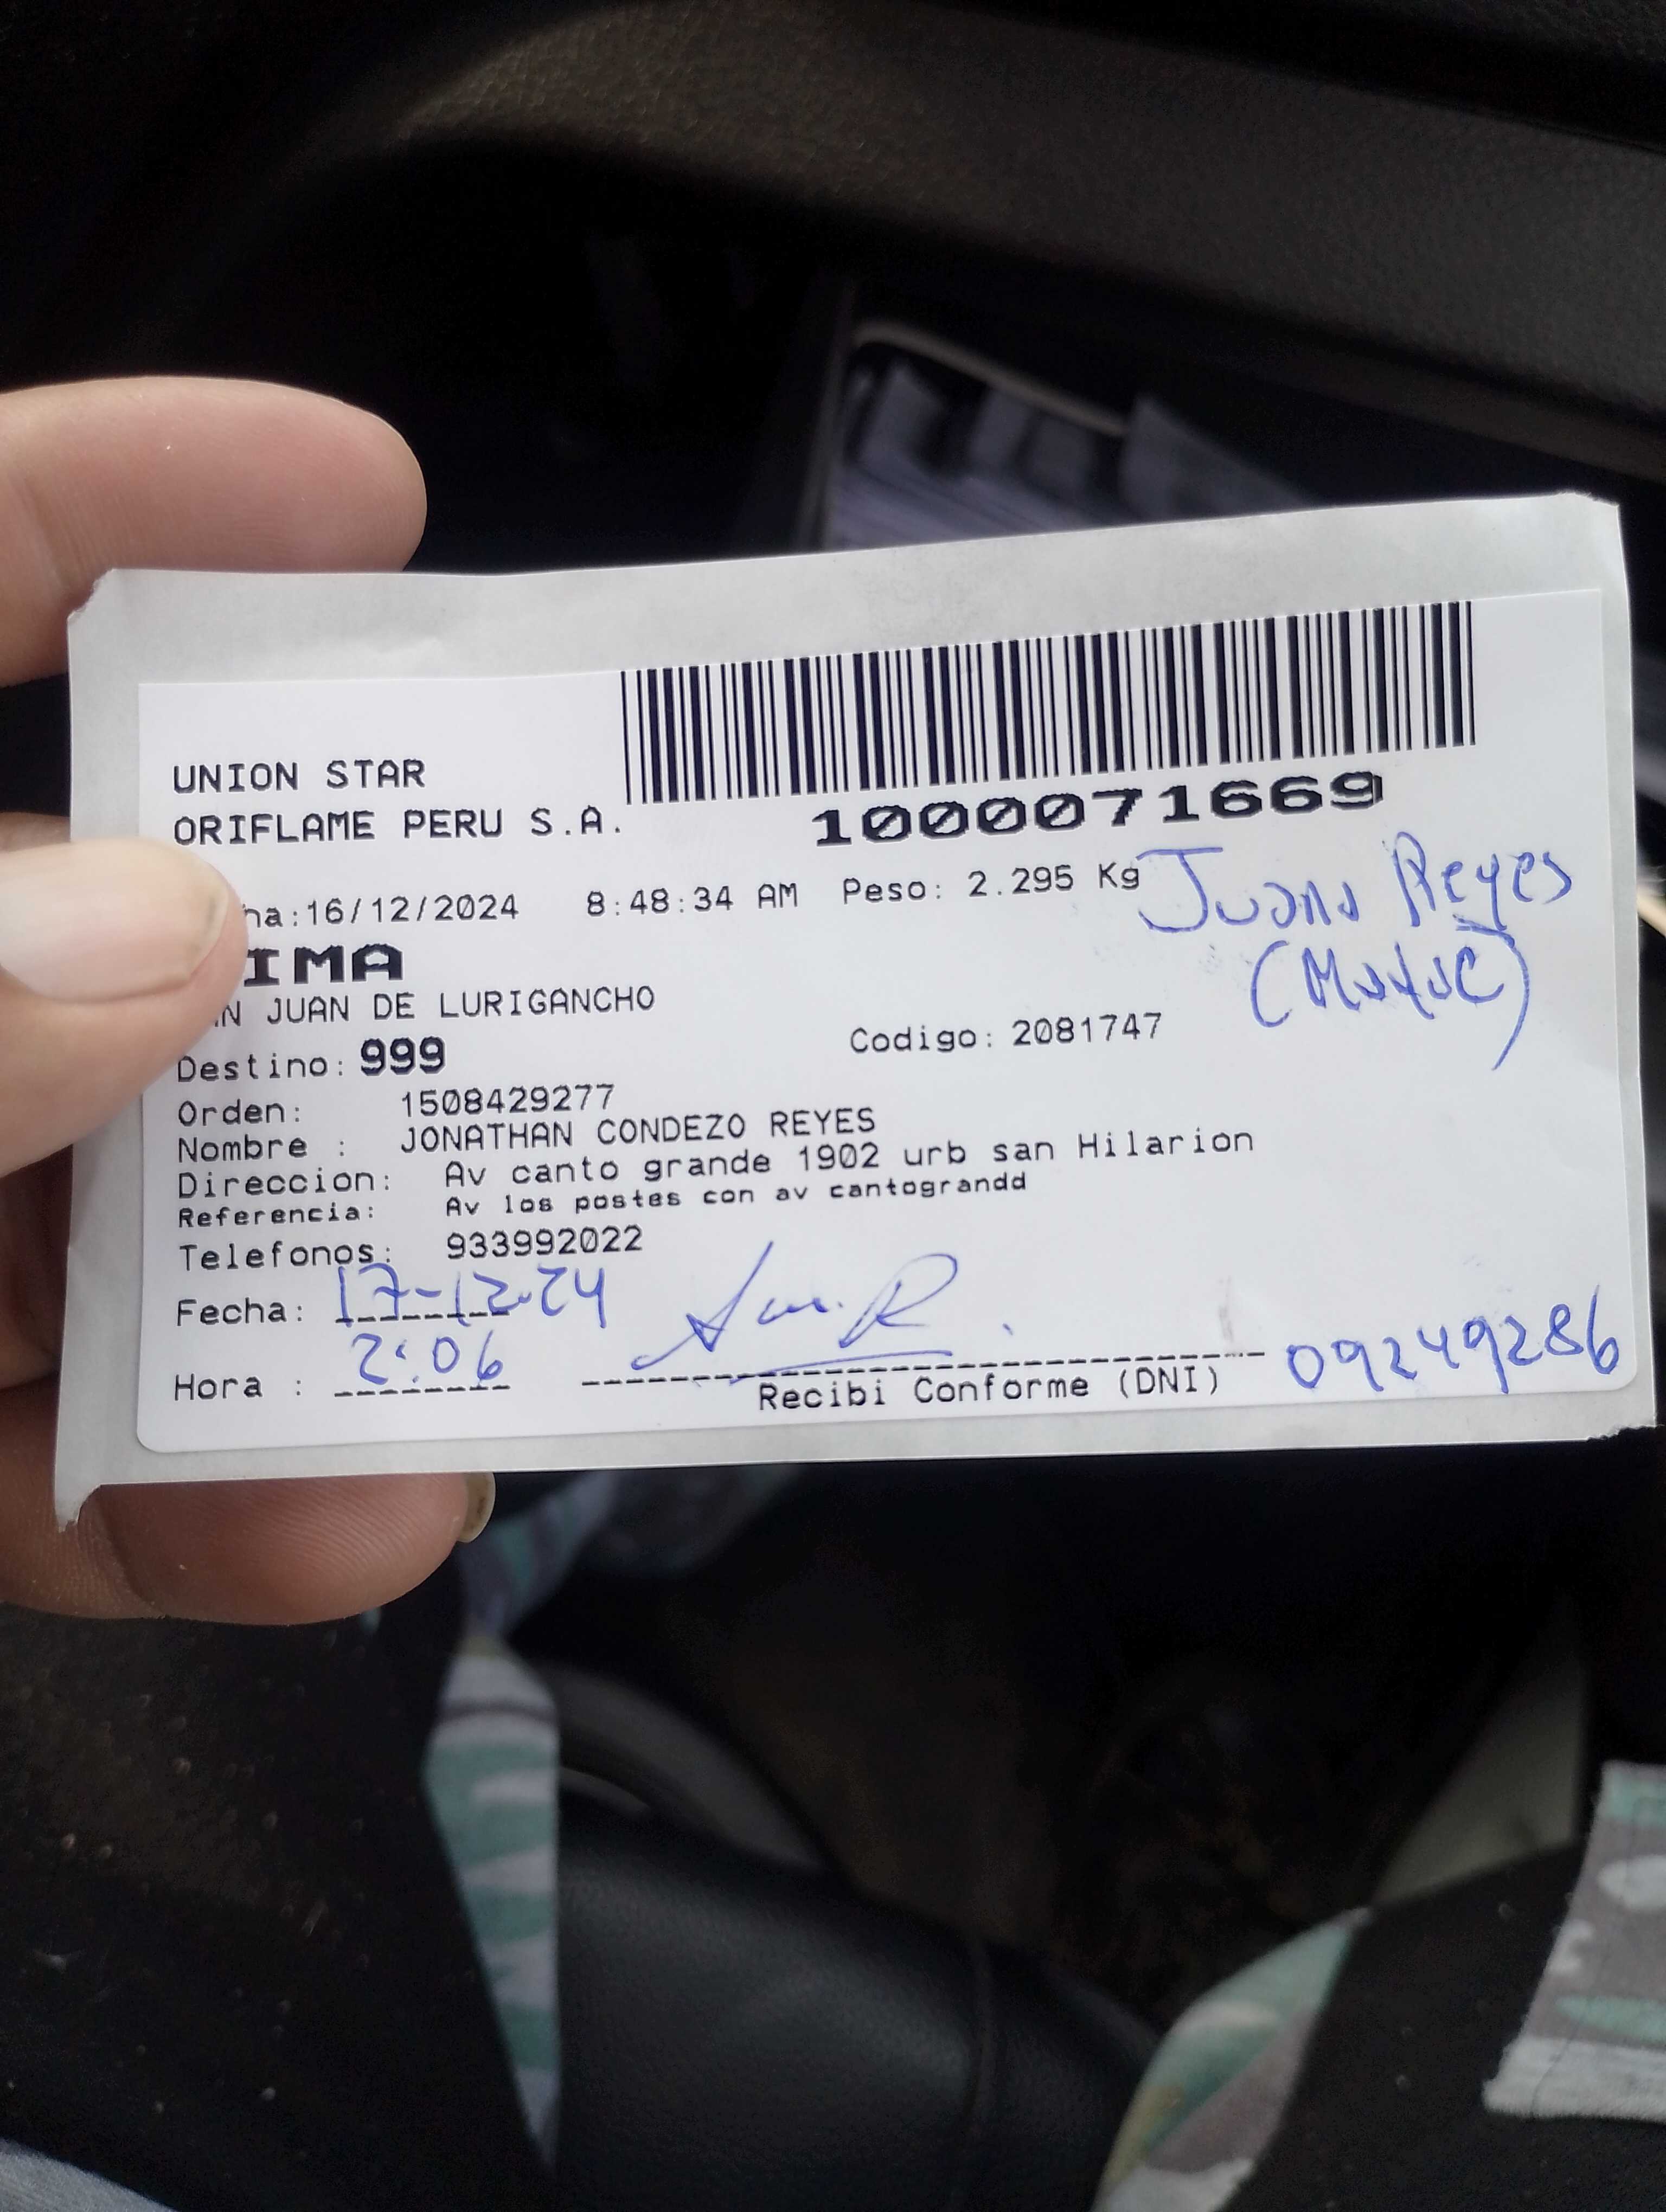 UNION STAR
ORIFLAME PERU S.A.
1000071669
ha:16/12/2024 8:48:34 AM Peso: 2.295 Kg
Juana Reyes
IMA
N JUAN DE LURIGANCHO
Destino: 999
Codigo: 2081747
Orden: 1508429277
Nombre : JONATHAN CONDEZO REYES
Direccion: Av canto grande 1902 urb san Hilarion
Referencia: Av los postes con av cantograndd
Telefonos: 933992022
Fecha: 17-12-24
Hora : 2:06
Recibi Conforme (DNI) 09249286